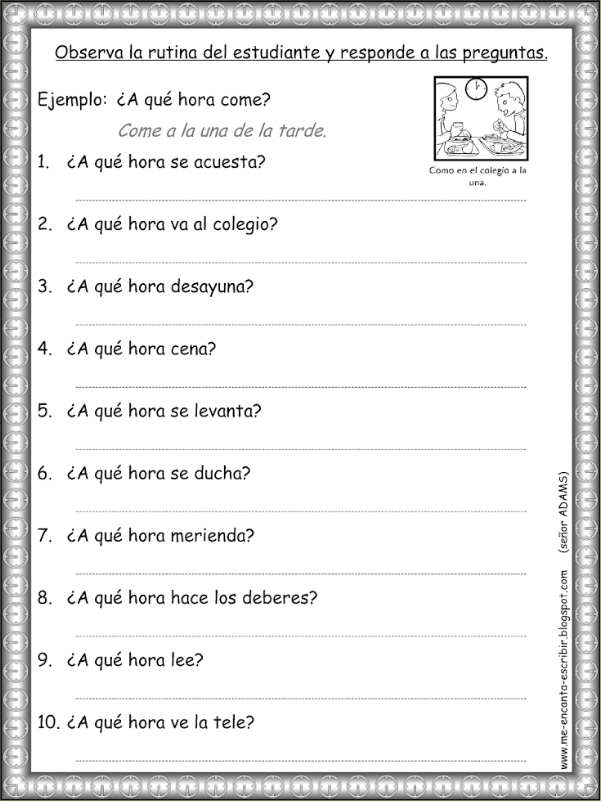 Observa la rutina del estudiante y responde a las preguntas.
Ejemplo: ¿A qué hora come?
Come a la una de la tarde.
Como en el colegio a la
una.
1. ¿A qué hora se acuesta?
2. ¿A qué hora va al colegio?
3. ¿A qué hora desayuna?
4. ¿A qué hora cena?
5. ¿A qué hora se levanta?
6. ¿A qué hora se ducha?
7. ¿A qué hora merienda?
8. ¿A qué hora hace los deberes?
9. ¿A qué hora lee?
10. ¿A qué hora ve la tele?
www.me-encanta-escribir.blogspot.com (señor ADAMS)